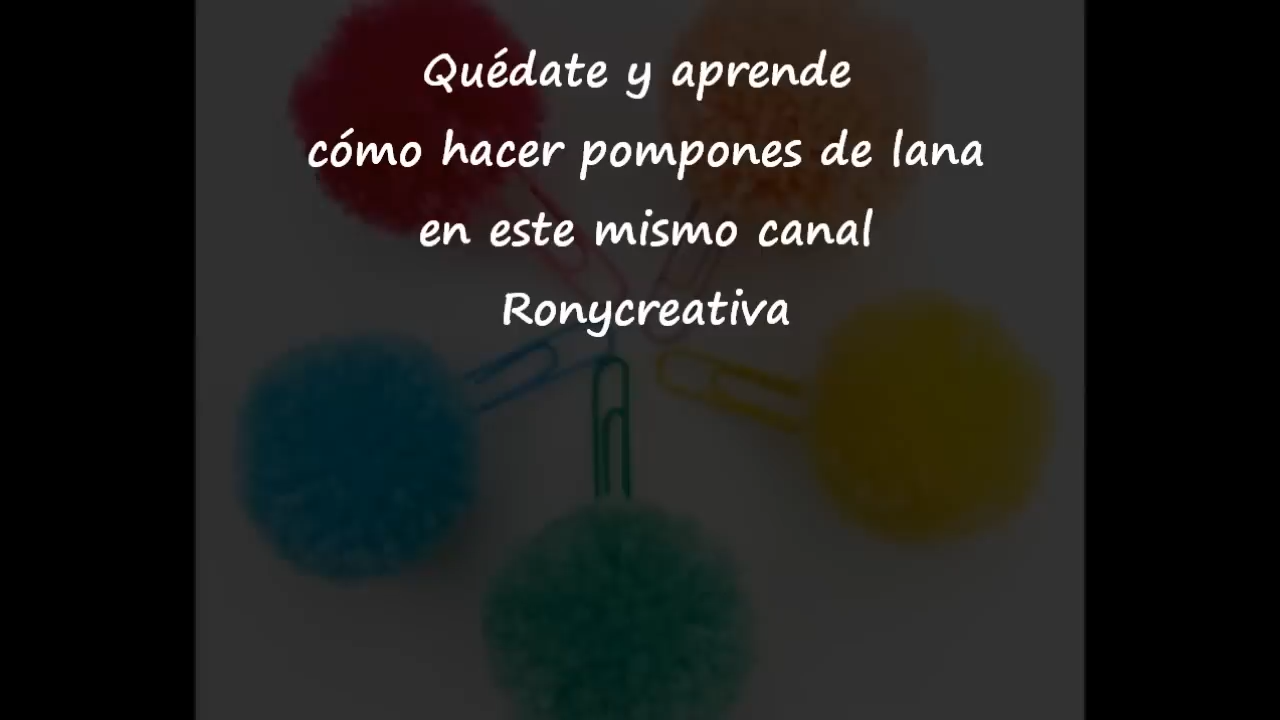 Quédate y aprende
cómo hacer pompones de lana
en este mismo canal
Ronycreativa